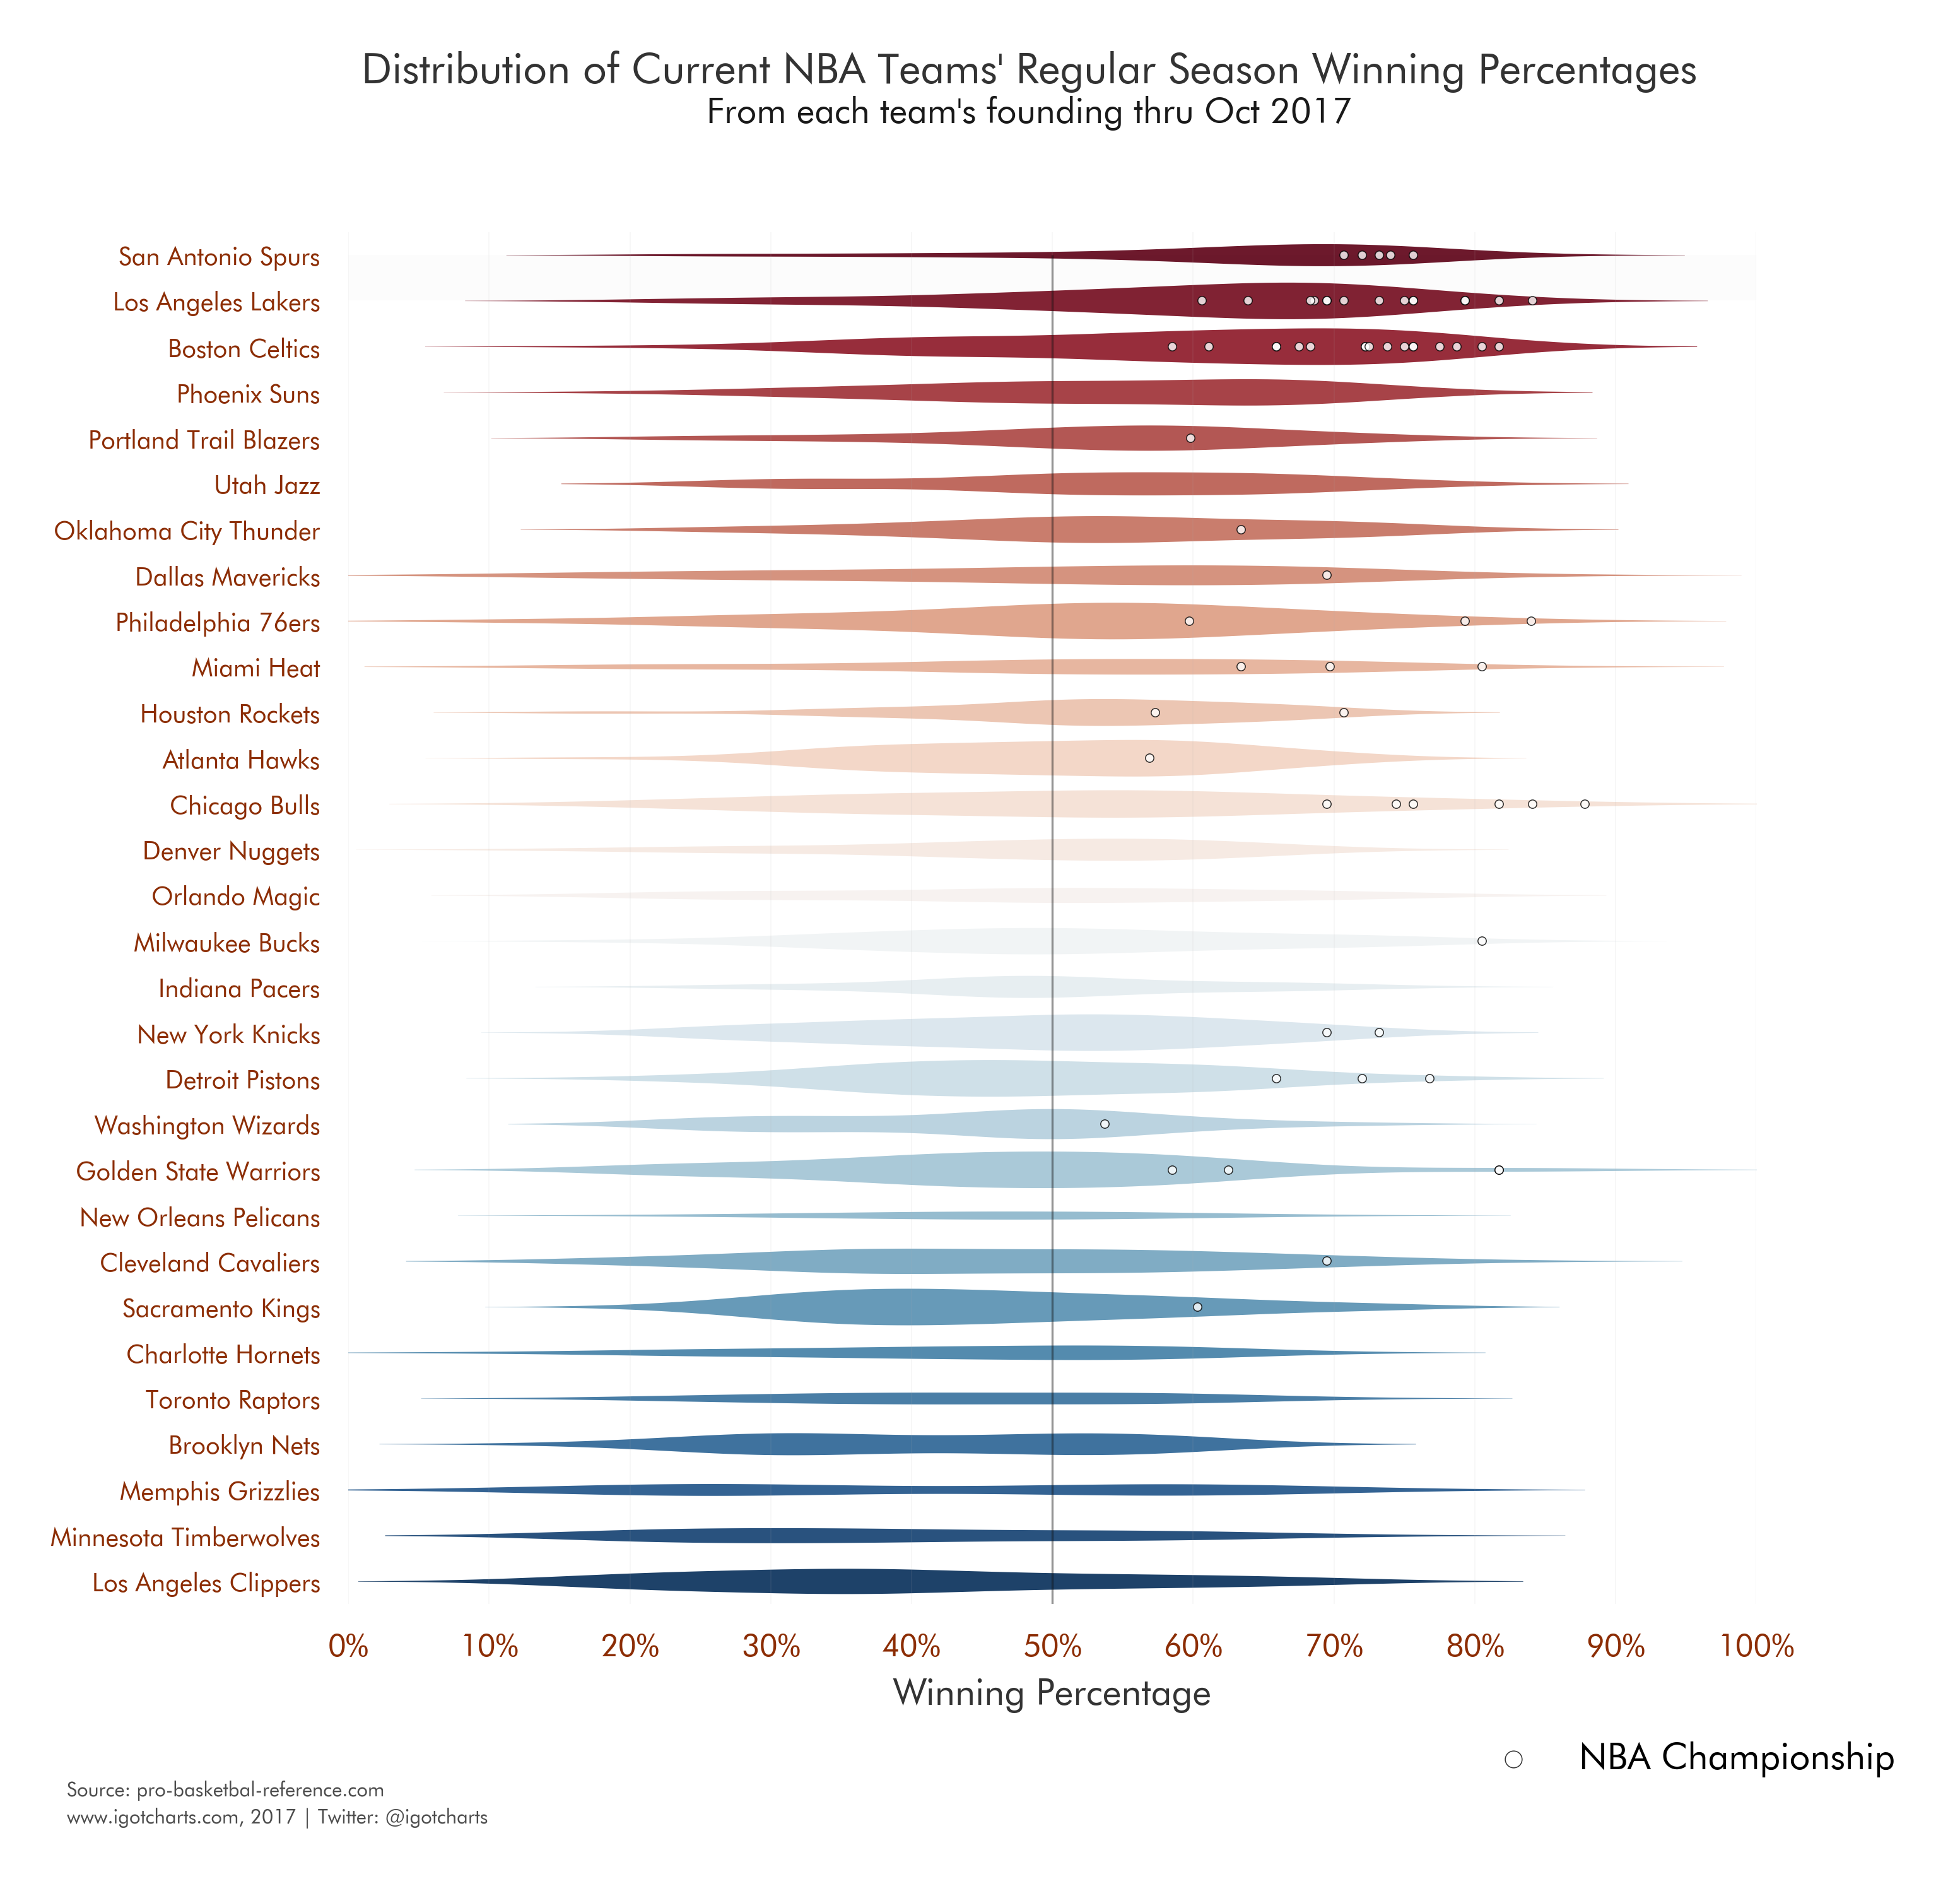 Distribution of Current NBA Teams' Regular Season Winning Percentages
From each team's founding thru Oct 2017
San Antonio Spurs
Los Angeles Lakers
Boston Celtics
Phoenix Suns
Portland Trail Blazers
Utah Jazz
Oklahoma City Thunder
Dallas Mavericks
Philadelphia 76ers
Miami Heat
Houston Rockets
Atlanta Hawks
Chicago Bulls
Denver Nuggets
Orlando Magic
Milwaukee Bucks
Indiana Pacers
New York Knicks
Detroit Pistons
Washington Wizards
Golden State Warriors
New Orleans Pelicans
Cleveland Cavaliers
Sacramento Kings
Charlotte Hornets
Toronto Raptors
Brooklyn Nets
Memphis Grizzlies
Minnesota Timberwolves
Los Angeles Clippers
0% 10% 20% 30% 40% 50% 60% 70% 80% 90% 100%
Winning Percentage
NBA Championship
Source: pro-basketbal-reference.com
www.igotcharts.com, 2017 | Twitter: @igotcharts